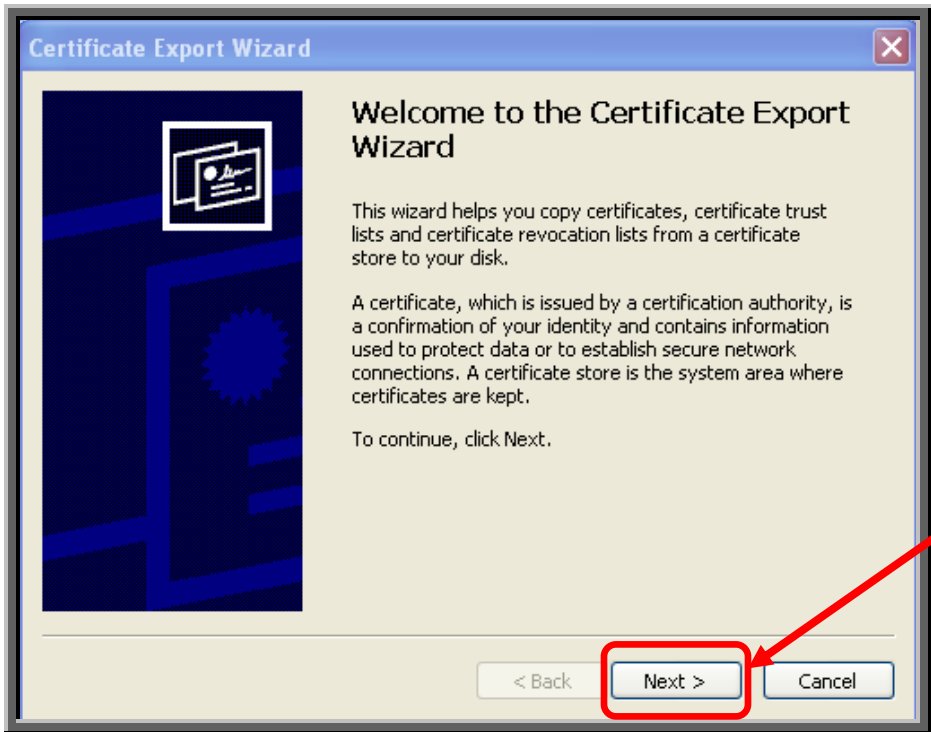 Certificate Export Wizard
Welcome to the Certificate Export
Wizard
This wizard helps you copy certificates, certificate trust
lists and certificate revocation lists from a certificate
store to your disk.
A certificate, which is issued by a certification authority, is
a confirmation of your identity and contains information
used to protect data or to establish secure network
connections. A certificate store is the system area where
certificates are kept.
To continue, click Next.
< Back Next > Cancel